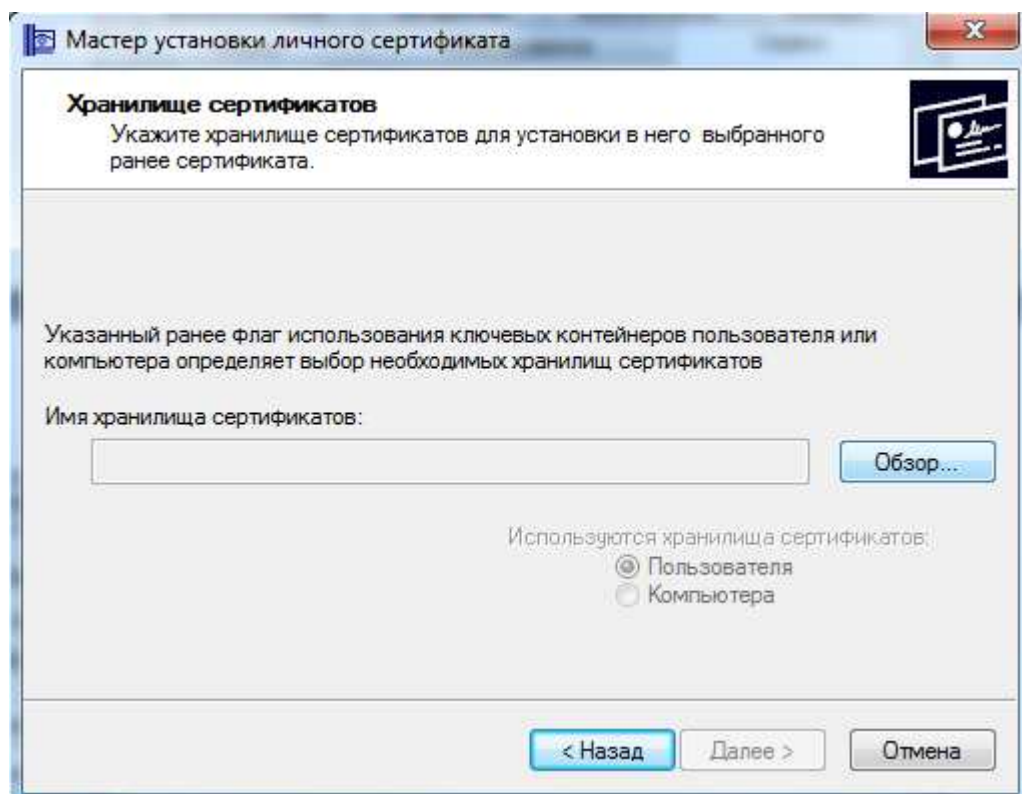 Мастер установки личного сертификата
Хранилище сертификатов
Укажите хранилище сертификатов для установки в него выбранного
ранее сертификата.
Указанный ранее флаг использования ключевых контейнеров пользователя или
компьютера определяет выбор необходимых хранилищ сертификатов
Имя хранилища сертификатов:
Обзор...
Используются хранилища сертификатов:
Пользователя
Компьютера
< Назад
Далее >
Отмена